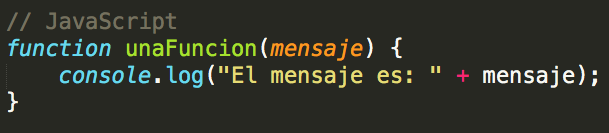 // JavaScript
function unaFuncion(mensaje) {
    console.log("El mensaje es: " + mensaje);
}